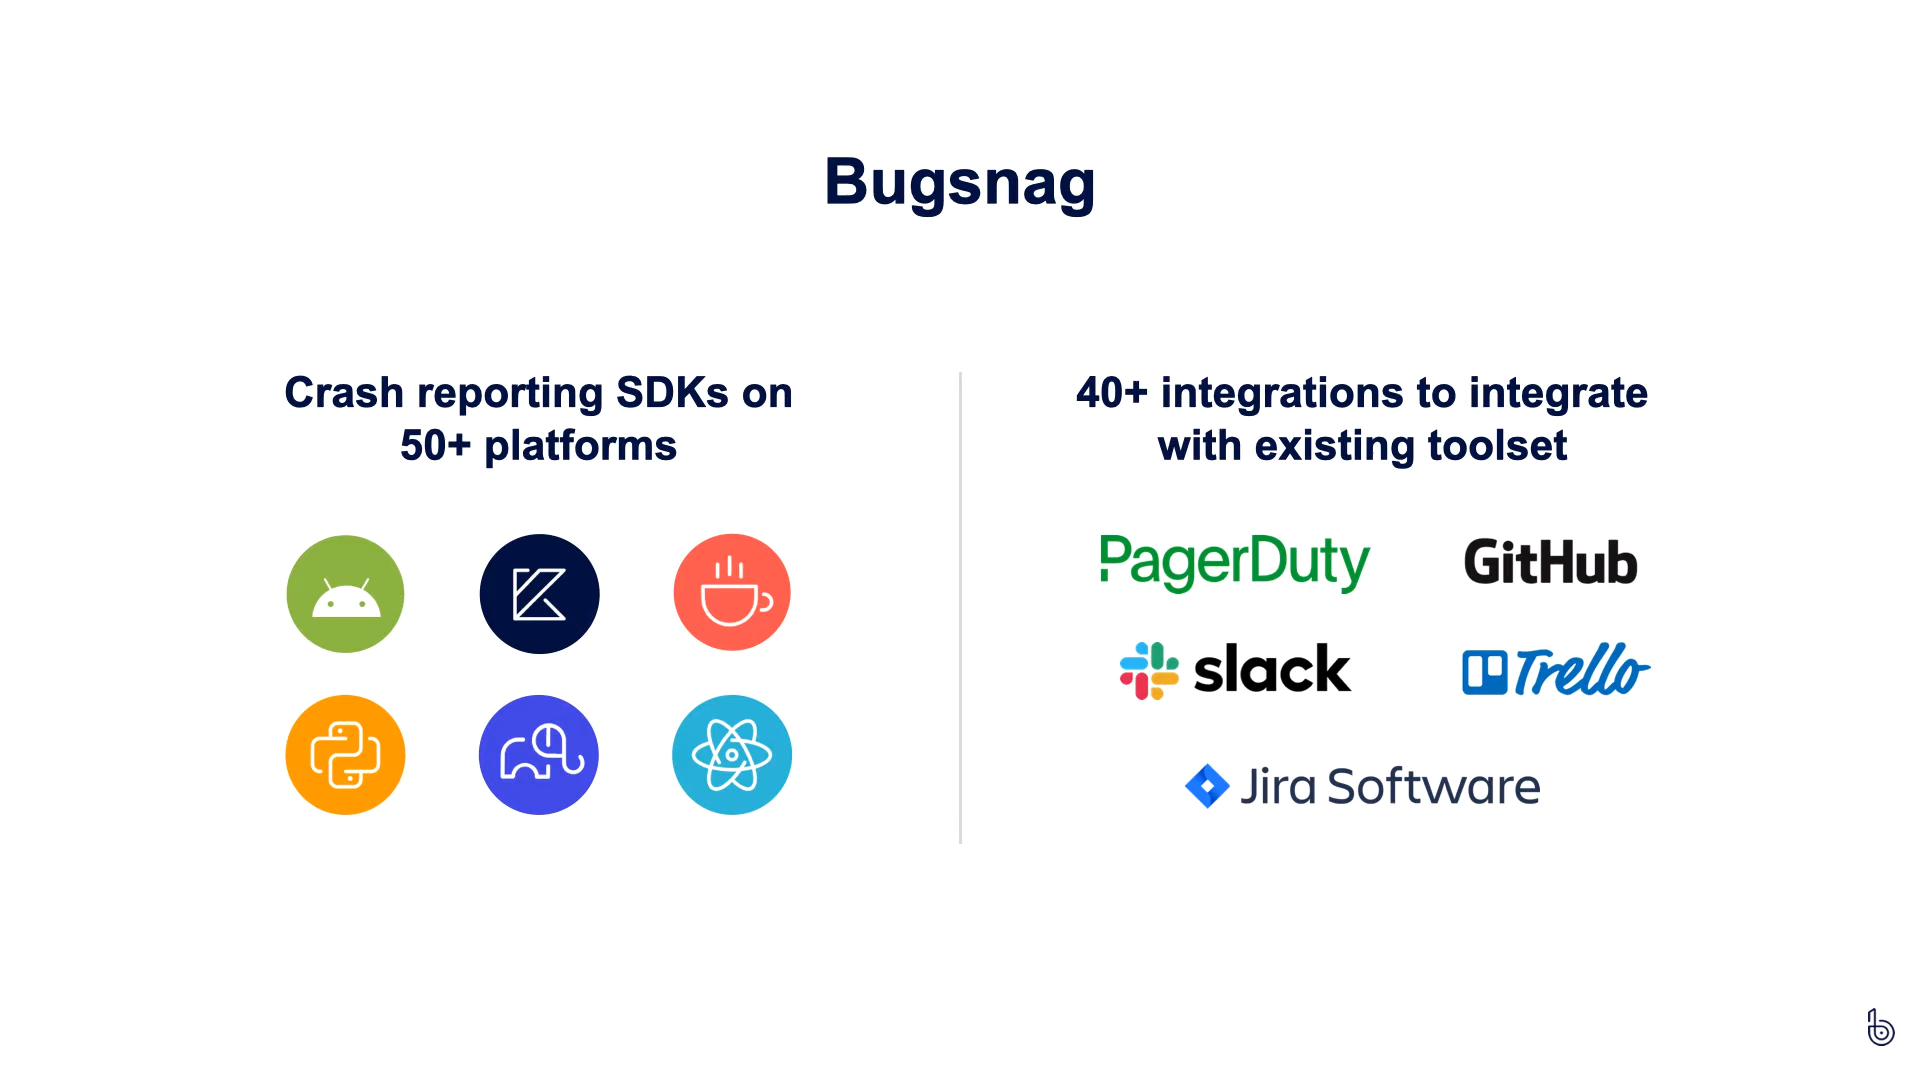 Bugsnag
Crash reporting SDKs on
50+ platforms
40+ integrations to integrate
with existing toolset
PagerDuty
GitHub
slack
Trello
Jira Software